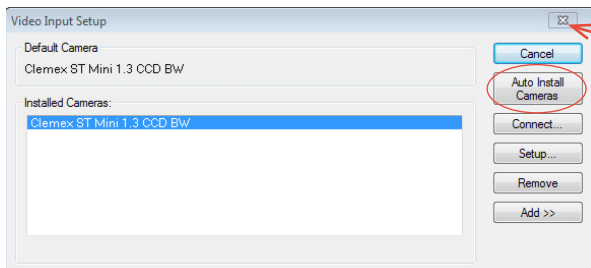 Video Input Setup
Default Camera
Clemex ST Mini 1.3 CCD BW
Installed Cameras:
Clemex ST Mini 1.3 CCD BW
Cancel
Auto Install
Cameras
Connect...
Setup...
Remove
Add >>